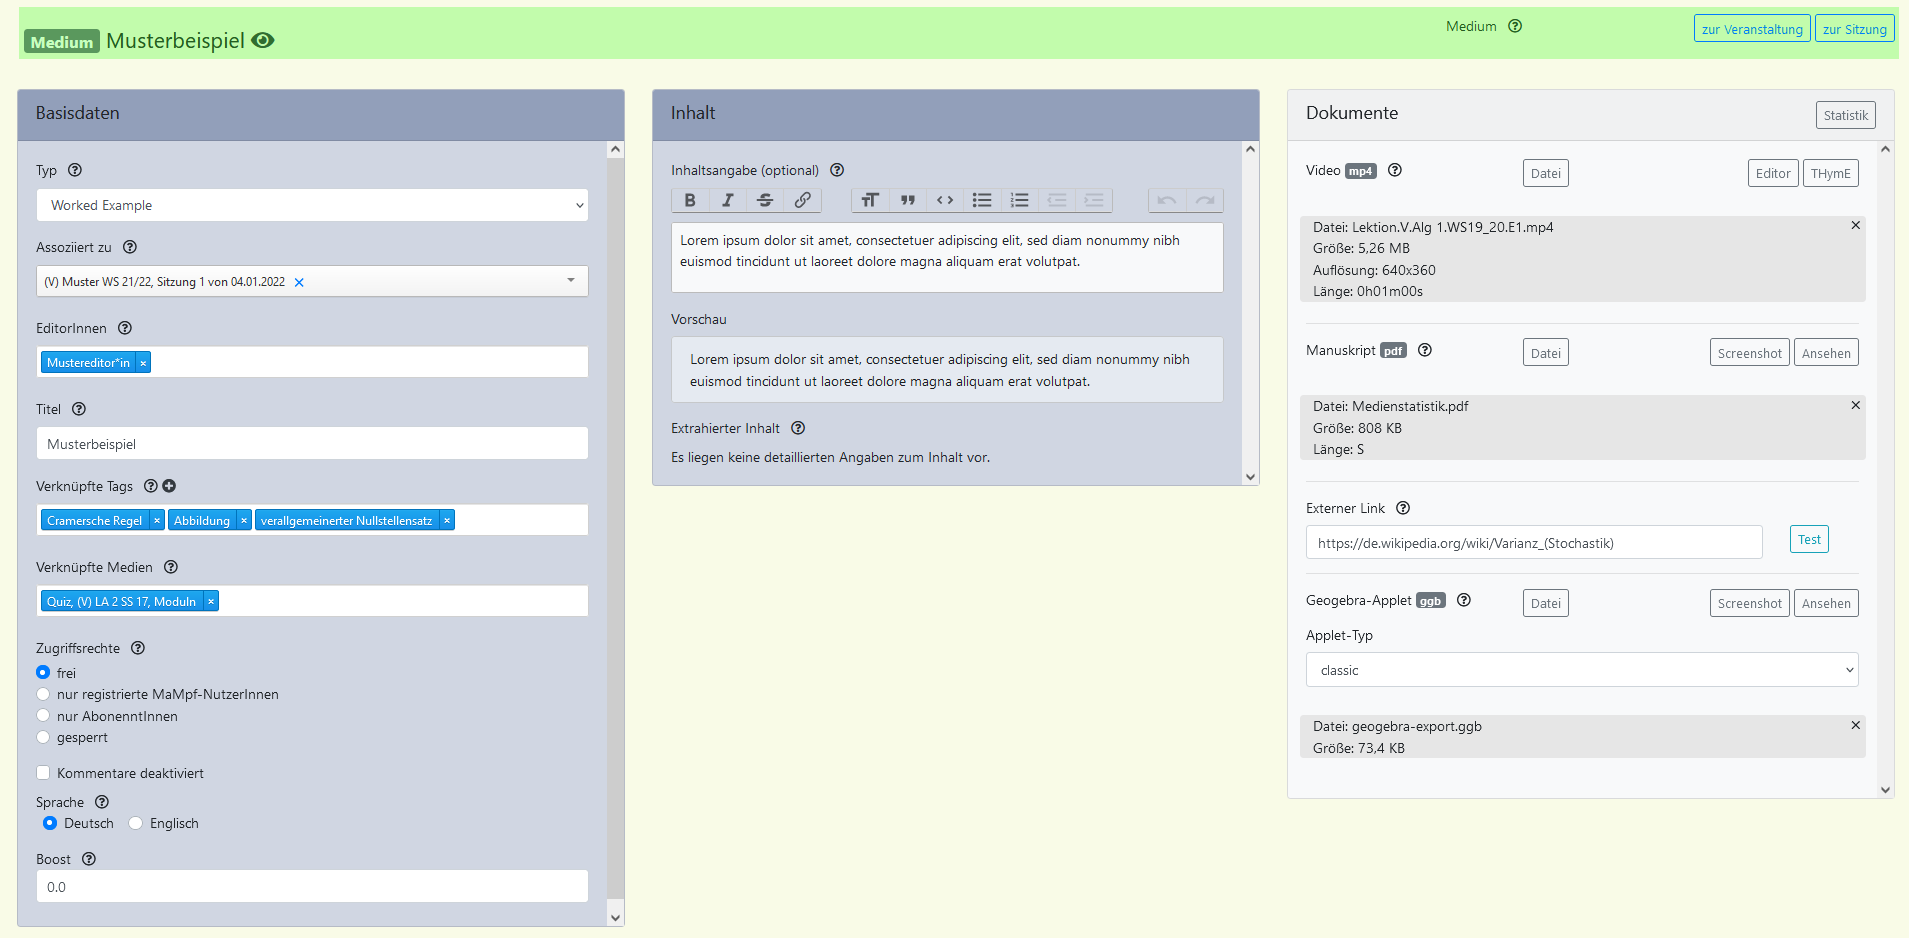 Medium Musterbeispiel
Medium
zur Veranstaltung
zur Sitzung
Basisdaten
Typ
Worked Example
Assoziiert zu
(V) Muster WS 21/22, Sitzung 1 von 04.01.2022 ×
EditorInnen
Mustereditor*in ×
Titel
Musterbeispiel
Verknüpfte Tags
Cramersche Regel × Abbildung × verallgemeinerter Nullstellensatz ×
Verknüpfte Medien
Quiz, (V) LA 2 SS 17, Moduln ×
Zugriffsrechte
frei
nur registrierte MaMpf-NutzerInnen
nur AbonnentInnen
gesperrt
Kommentare deaktiviert
Sprache
Deutsch Englisch
Boost
0.0
Inhalt
Inhaltsangabe (optional)
Lorem ipsum dolor sit amet, consectetuer adipiscing elit, sed diam nonummy nibh
euismod tincidunt ut laoreet dolore magna aliquam erat volutpat.
Vorschau
Lorem ipsum dolor sit amet, consectetuer adipiscing elit, sed diam nonummy nibh
euismod tincidunt ut laoreet dolore magna aliquam erat volutpat.
Extrahierter Inhalt
Es liegen keine detaillierten Angaben zum Inhalt vor.
Dokumente
Statistik
Video mp4 Datei Editor THymE
Datei: Lektion.V.Alg 1.WS19_20.E1.mp4
Größe: 5,26 MB
Auflösung: 640x360
Länge: 0h01m00s
Manuskript pdf Datei Screenshot Ansehen
Datei: Medienstatistik.pdf
Größe: 808 KB
Länge: S
Externer Link
https://de.wikipedia.org/wiki/Varianz_(Stochastik) Test
Geogebra-Applet ggb Datei Screenshot Ansehen
Applet-Typ
classic
Datei: geogebra-export.ggb
Größe: 73,4 KB